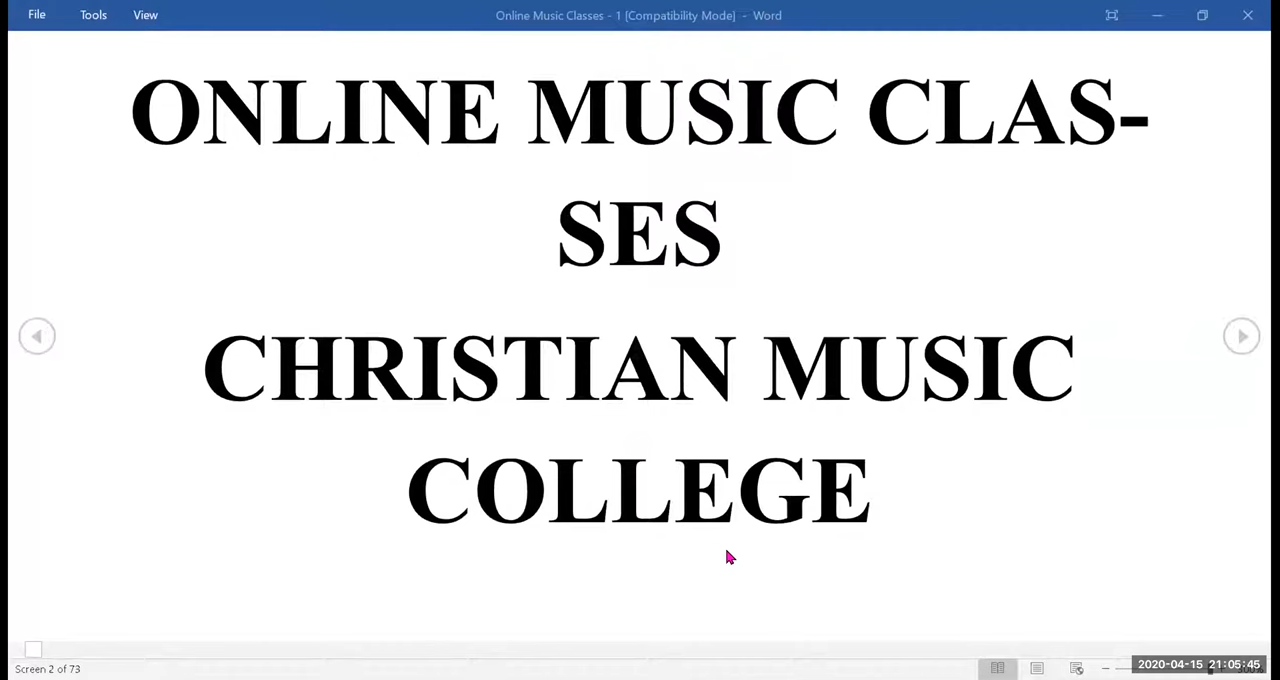 File Tools View Online Music Classes - 1 [Compatibility Mode] - Word
ONLINE MUSIC CLAS-
SES
CHRISTIAN MUSIC
COLLEGE
Screen 2 of 73
2020-04-15 21:05:45